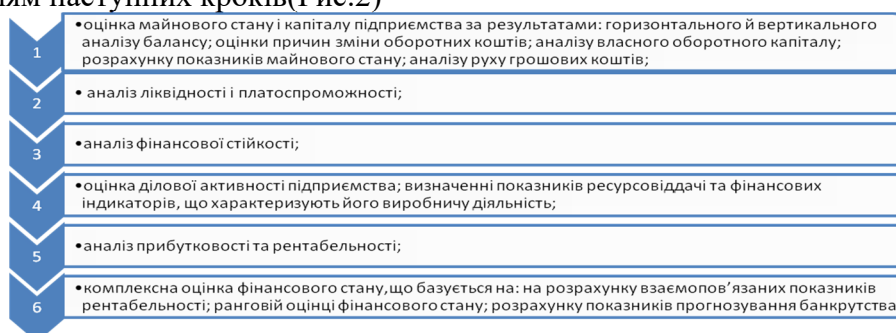 наступних кроків(Рис.2)
•оцінка майнового стану і капіталу підприємства за результатами: горизонтального й вертикального
аналізу балансу; оцінки причин зміни оборотних коштів; аналізу власного оборотного капіталу;
розрахунку показників майнового стану; аналізу руху грошових коштів;
1
• аналіз ліквідності і платоспроможності;
2
•аналіз фінансової стійкості;
3
•оцінка ділової активності підприємства; визначенні показників ресурсовіддачі та фінансових
індикаторів, що характеризують його виробничу діяльність;
4
•аналіз прибутковості та рентабельності;
5
•комплексна оцінка фінансового стану,що базується на: на розрахунку взаємопов’язаних показників
рентабельності; ранговій оцінці фінансового стану; розрахунку показників прогнозування банкрутства
6